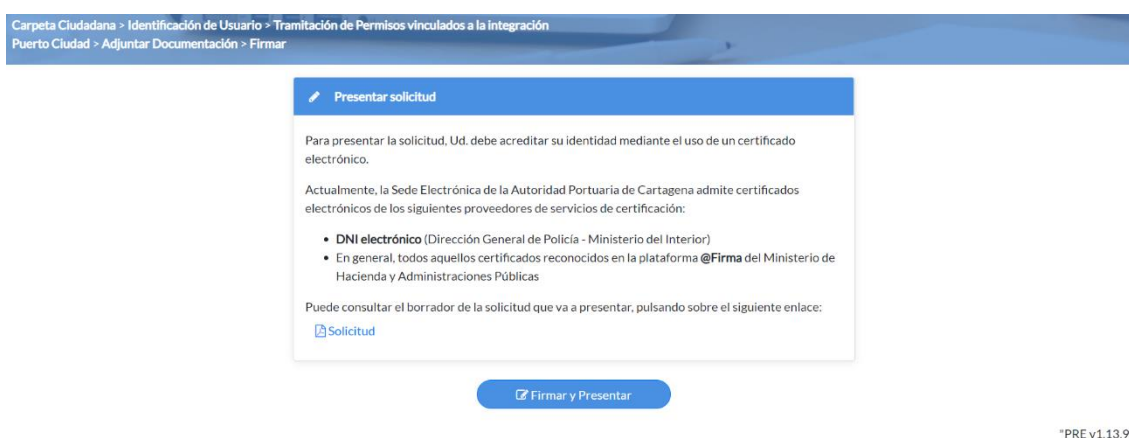 Carpeta Ciudadana > Identificación de Usuario > Tramitación de Permisos vinculados a la integración
Puerto Ciudad > Adjuntar Documentación > Firmar
Presentar solicitud
Para presentar la solicitud, Ud. debe acreditar su identidad mediante el uso de un certificado
electrónico.
Actualmente, la Sede Electrónica de la Autoridad Portuaria de Cartagena admite certificados
electrónicos de los siguientes proveedores de servicios de certificación:
• DNI electrónico (Dirección General de Policía - Ministerio del Interior)
• En general, todos aquellos certificados reconocidos en la plataforma @Firma del Ministerio de
Hacienda y Administraciones Públicas
Puede consultar el borrador de la solicitud que va a presentar, pulsando sobre el siguiente enlace:
Solicitud
Firmar y Presentar
"PRE v1.13.9